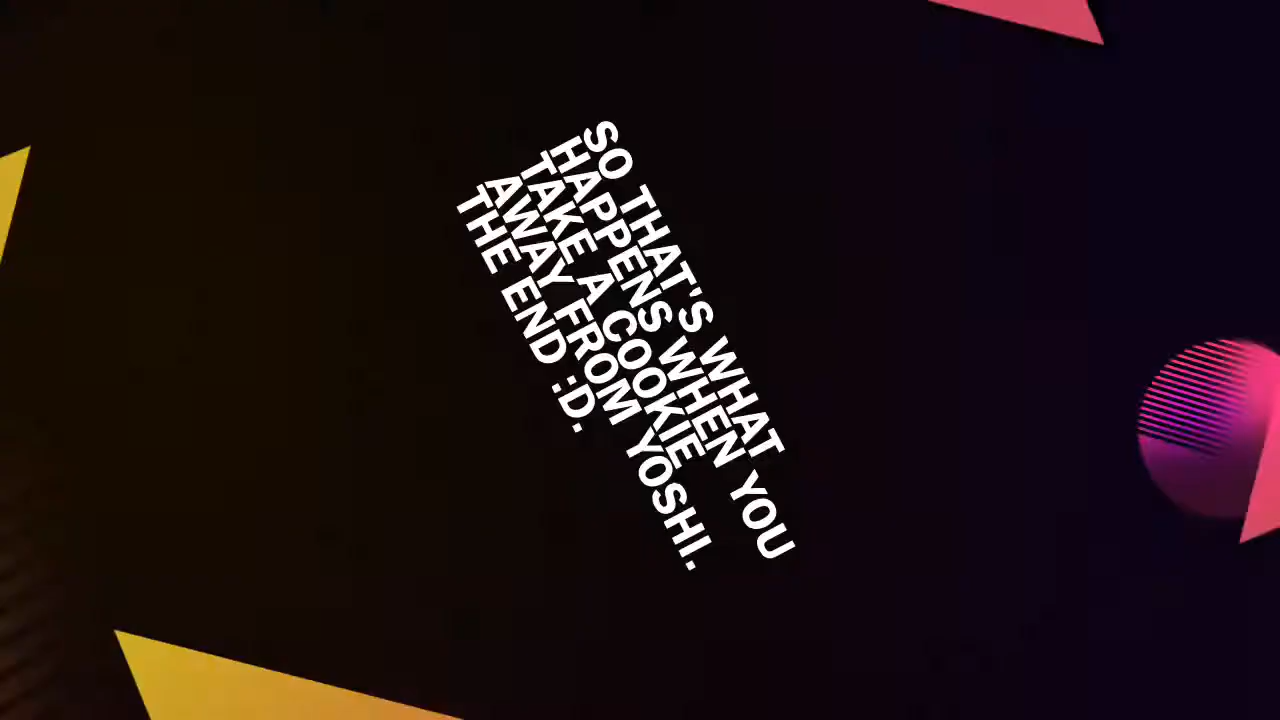 SO THAT'S WHAT
HAPPENS WHEN YOU
TAKE A COOKIE
AWAY FROM YOSHI.
THE END :D.